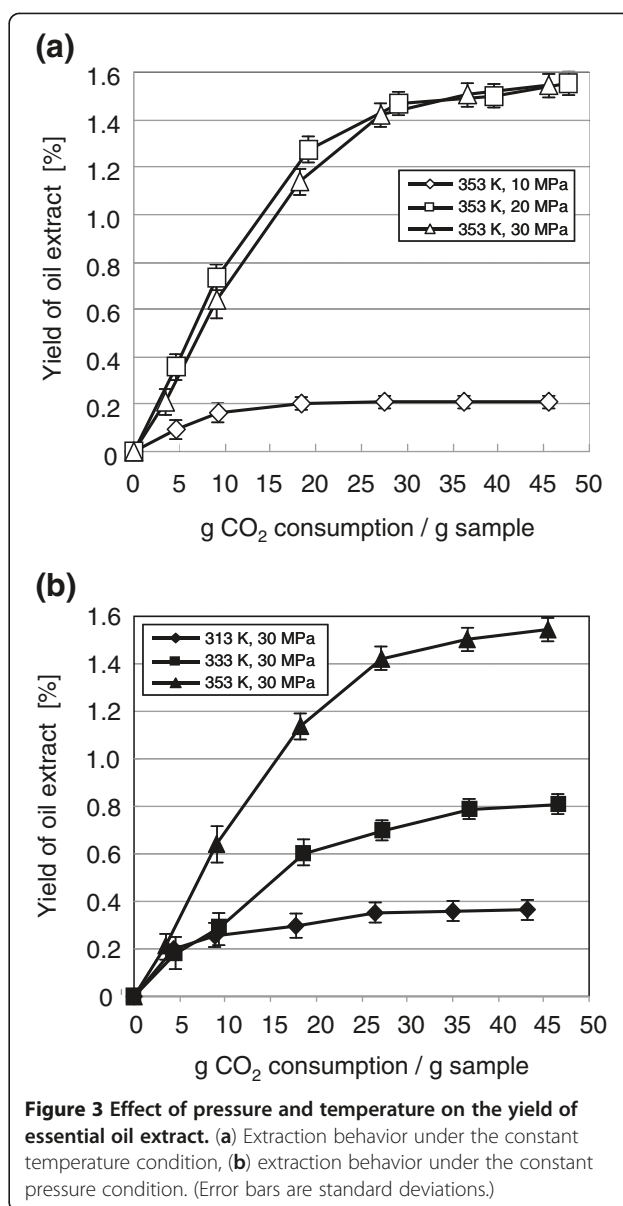 (a)
1.6
1.4
1.2
1.0
0.8
0.6
0.4
0.2
0
Yield of oil extract [%]
353 K, 10 MPa
353 K, 20 MPa
353 K, 30 MPa
0 5 10 15 20 25 30 35 40 45 50
g CO₂ consumption / g sample
(b)
1.6
1.4
1.2
1.0
0.8
0.6
0.4
0.2
0
Yield of oil extract [%]
313 K, 30 MPa
333 K, 30 MPa
353 K, 30 MPa
0 5 10 15 20 25 30 35 40 45 50
g CO₂ consumption / g sample
Figure 3 Effect of pressure and temperature on the yield of
essential oil extract. (a) Extraction behavior under the constant
temperature condition, (b) extraction behavior under the constant
pressure condition. (Error bars are standard deviations.)